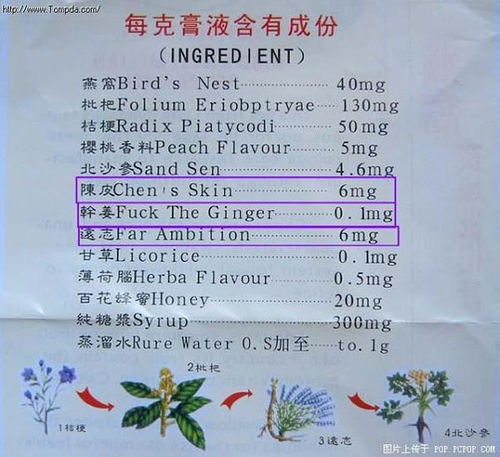 http://www.Tompda.com/
每克膏液含有成份
(INGREDIENT)
燕窩Bird's Nest 40mg
枇杷Folium Eriobptryae 130mg
桔梗Radix Piatycodi 50mg
櫻桃香料Peach Flavour 5mg
北沙參Sand Sen 4.6mg
陳皮Chen's Skin 6mg
幹姜Fuck The Ginger 0.1mg
遠志Far Ambition 6mg
甘草Licorice 0.1mg
薄荷腦Herba Flavour 0.5mg
百花蜂蜜Honey 20mg
純糖漿Syrup 300mg
蒸溜水Rure Water O.S加至 to.1g
1桔梗
2枇杷
3遠志
4北沙參
图片上传于 POP.PCPOP.com